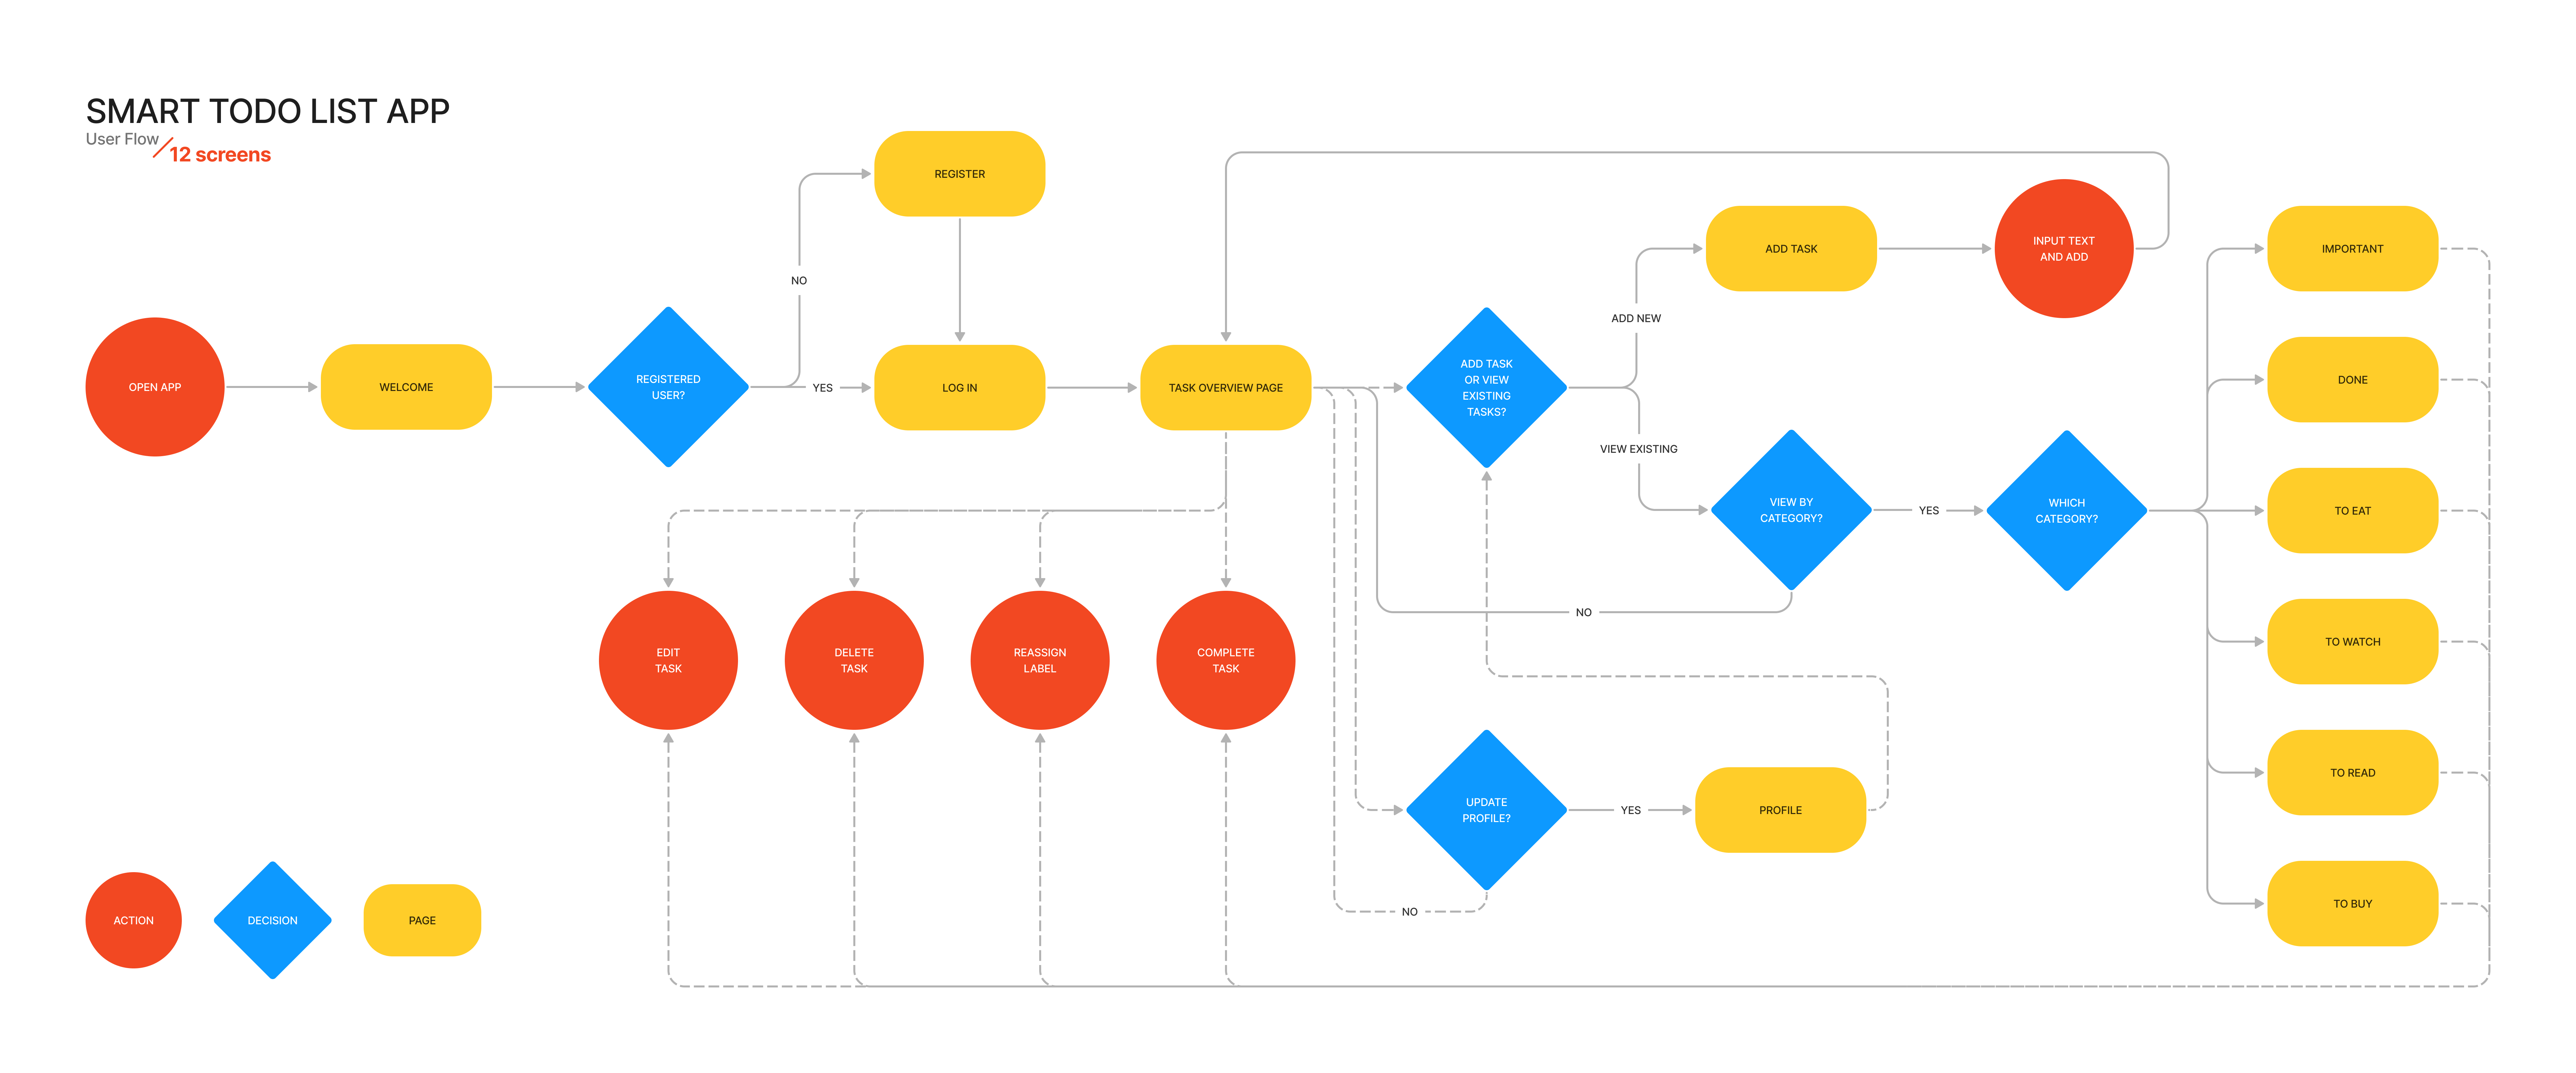 SMART TODO LIST APP
User Flow
12 screens
OPEN APP
WELCOME
REGISTERED
USER?
NO
YES
REGISTER
LOG IN
TASK OVERVIEW PAGE
ADD TASK
OR VIEW
EXISTING
TASKS?
ADD NEW
VIEW EXISTING
ADD TASK
INPUT TEXT
AND ADD
VIEW BY
CATEGORY?
YES
NO
WHICH
CATEGORY?
IMPORTANT
DONE
TO EAT
TO WATCH
TO READ
TO BUY
EDIT
TASK
DELETE
TASK
REASSIGN
LABEL
COMPLETE
TASK
UPDATE
PROFILE?
YES
PROFILE
NO
ACTION
DECISION
PAGE